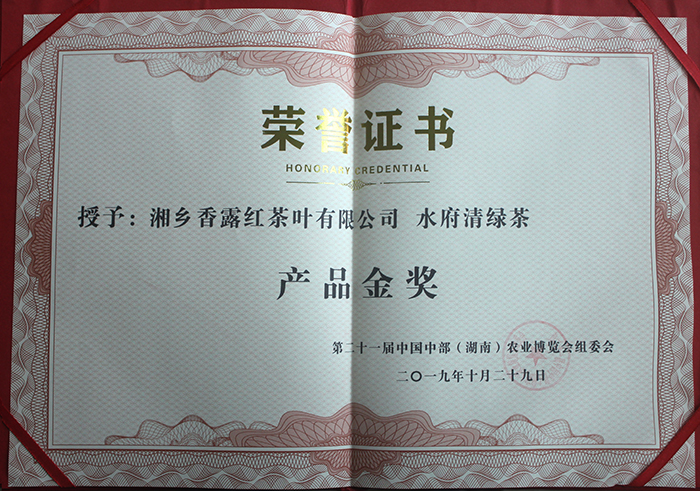 荣誉证书
HONORARY CREDENTIAL
授予：湘乡香露红茶叶有限公司 水府清绿茶
产品金奖
第二十一届中国中部（湖南）农业博览会组委会
二〇一九年十月二十九日